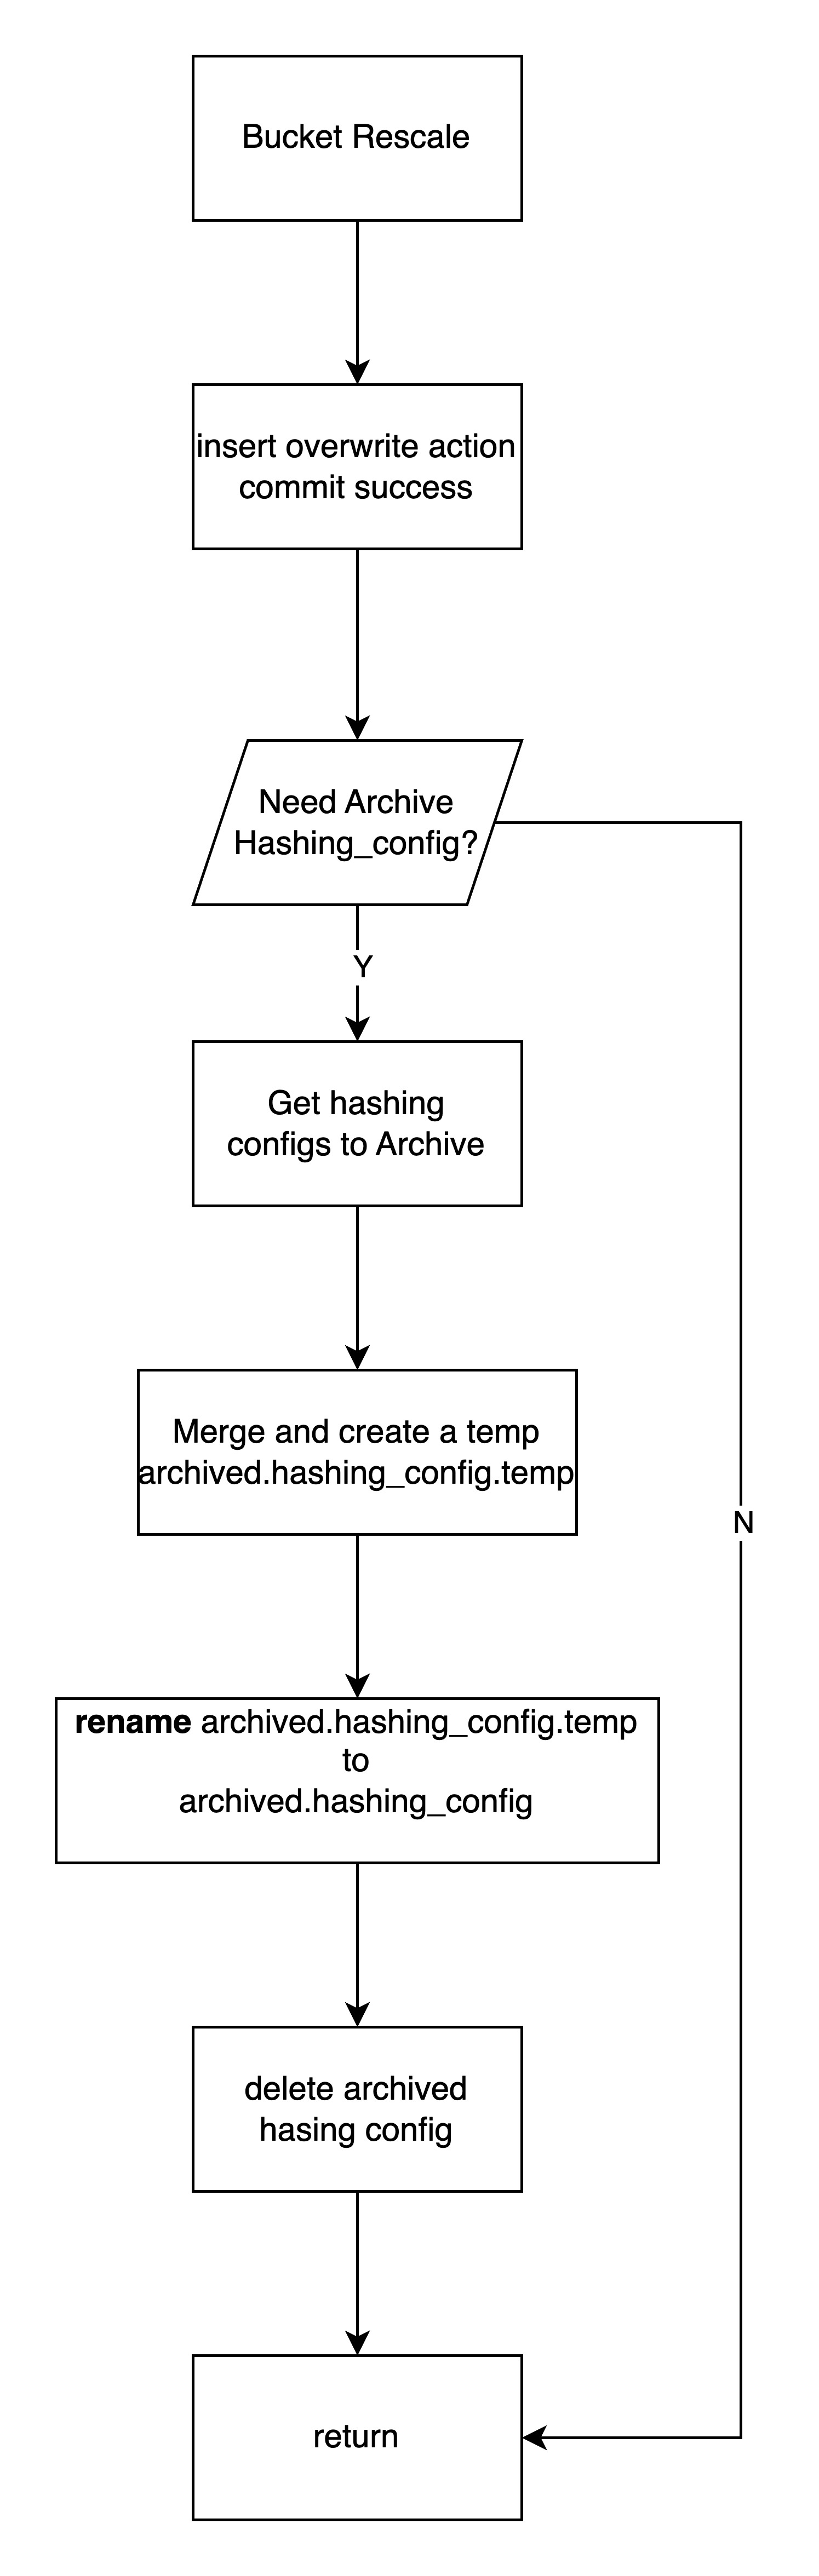 Bucket Rescale
insert overwrite action
commit success
Need Archive
Hashing_config?
Y
Get hashing
configs to Archive
Merge and create a temp
archived.hashing_config.temp
N
rename archived.hashing_config.temp
to
archived.hashing_config
delete archived
hasing config
return